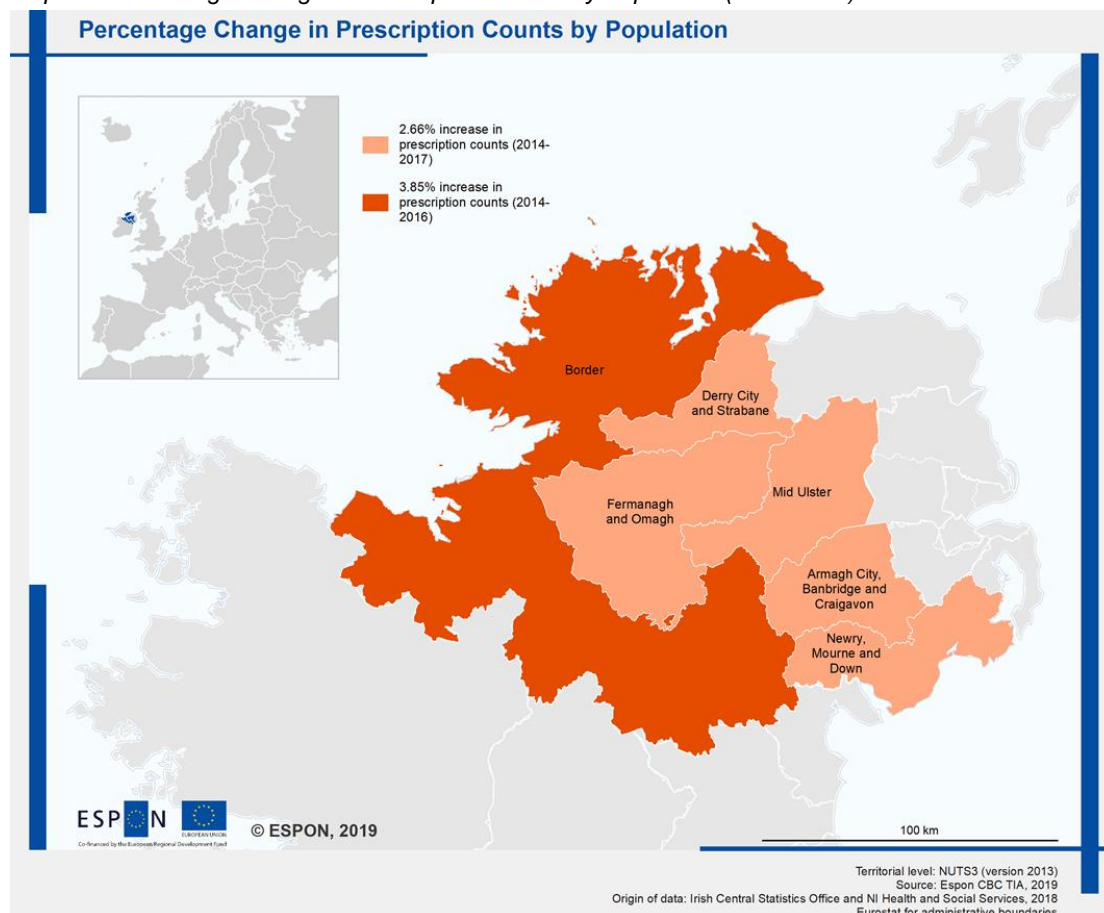 Percentage Change in Prescription Counts by Population
2.66% increase in
prescription counts (2014-
2017)
3.85% increase in
prescription counts (2014-
2016)
Border
Derry City
and Strabane
Mid Ulster
Fermanagh
and Omagh
Armagh City,
Banbridge and
Craigavon
Newry,
Mourne and
Down
ESPON
EUROPEAN UNION
Co-financed by the European Regional Development Fund
© ESPON, 2019
100 km
Territorial level: NUTS3 (version 2013)
Source: Espon CBC TIA, 2019
Origin of data: Irish Central Statistics Office and NI Health and Social Services, 2018
Eurostat for administrative boundaries